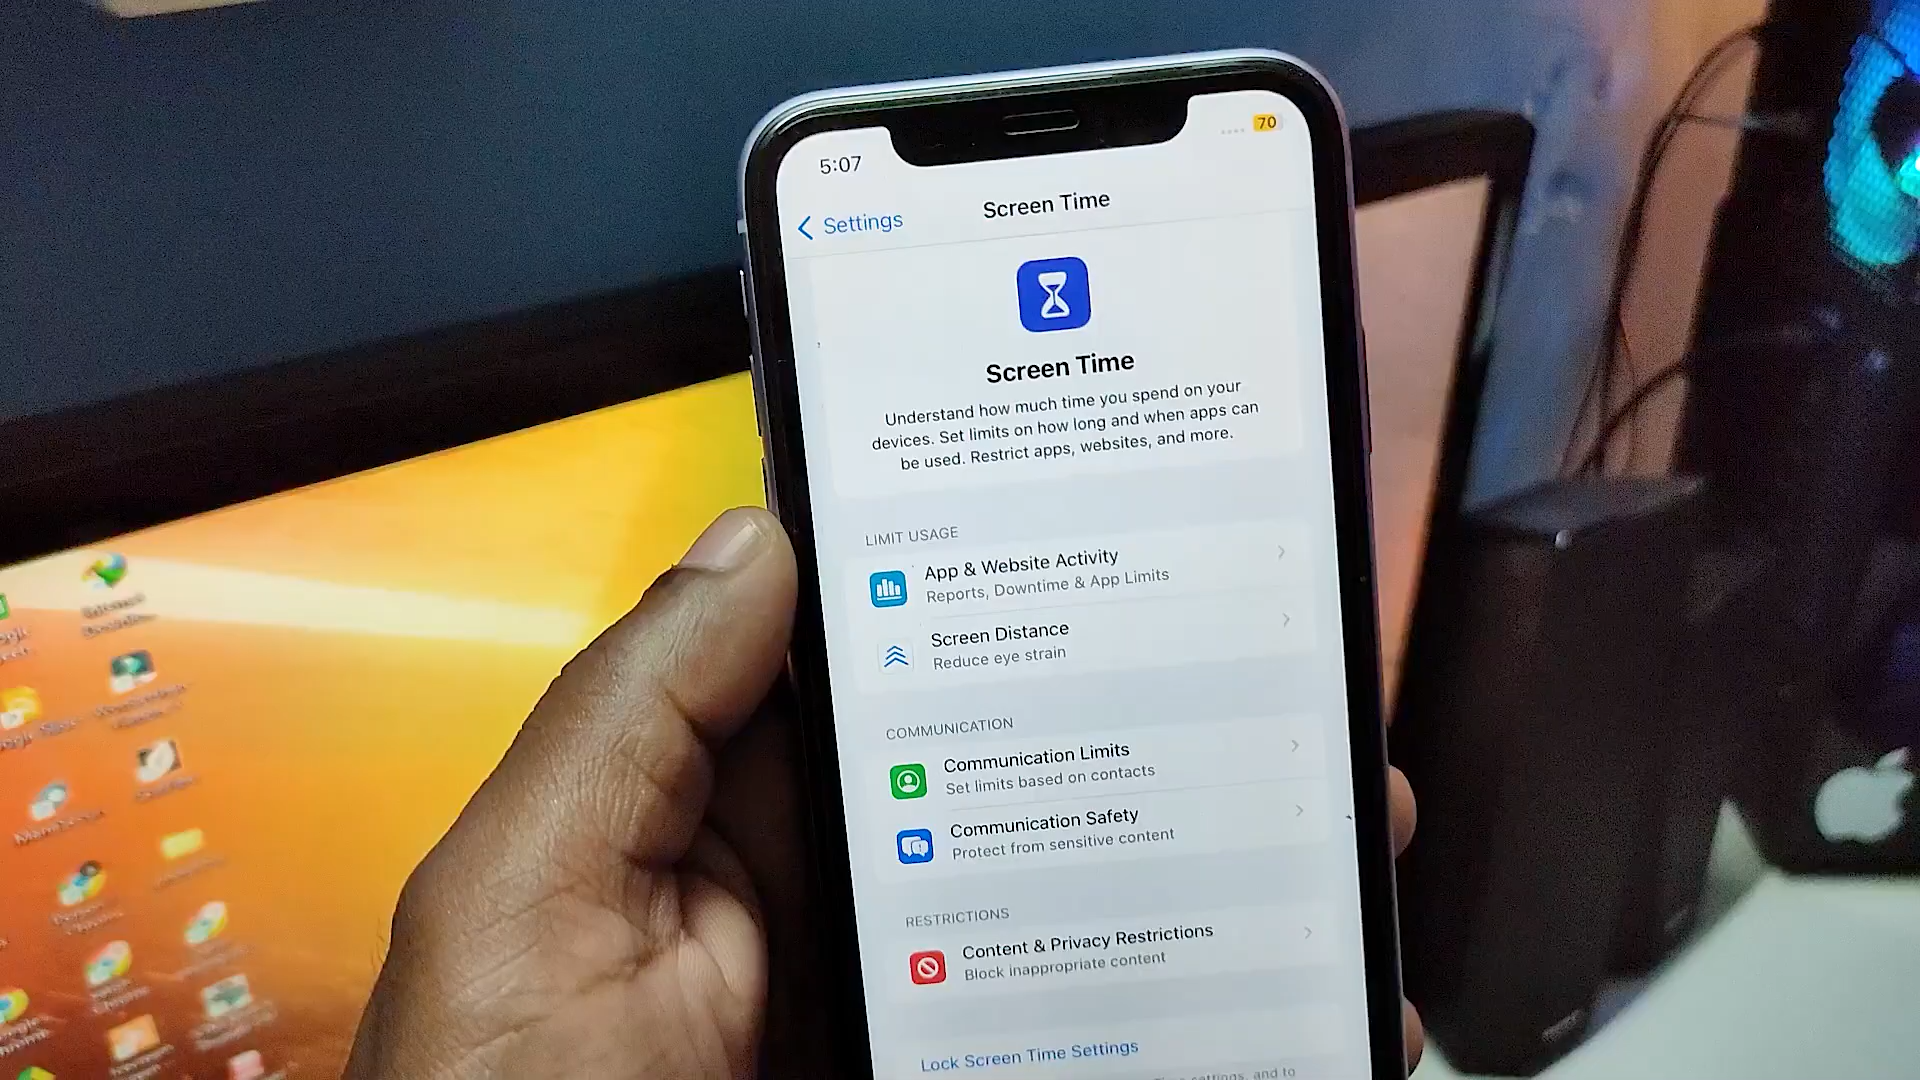 5:07
70
Settings
Screen Time
Screen Time
Understand how much time you spend on your
devices. Set limits on how long and when apps can
be used. Restrict apps, websites, and more.
LIMIT USAGE
App & Website Activity
Reports, Downtime & App Limits
Screen Distance
Reduce eye strain
COMMUNICATION
Communication Limits
Set limits based on contacts
Communication Safety
Protect from sensitive content
RESTRICTIONS
Content & Privacy Restrictions
Block inappropriate content
Lock Screen Time Settings
settings, and to